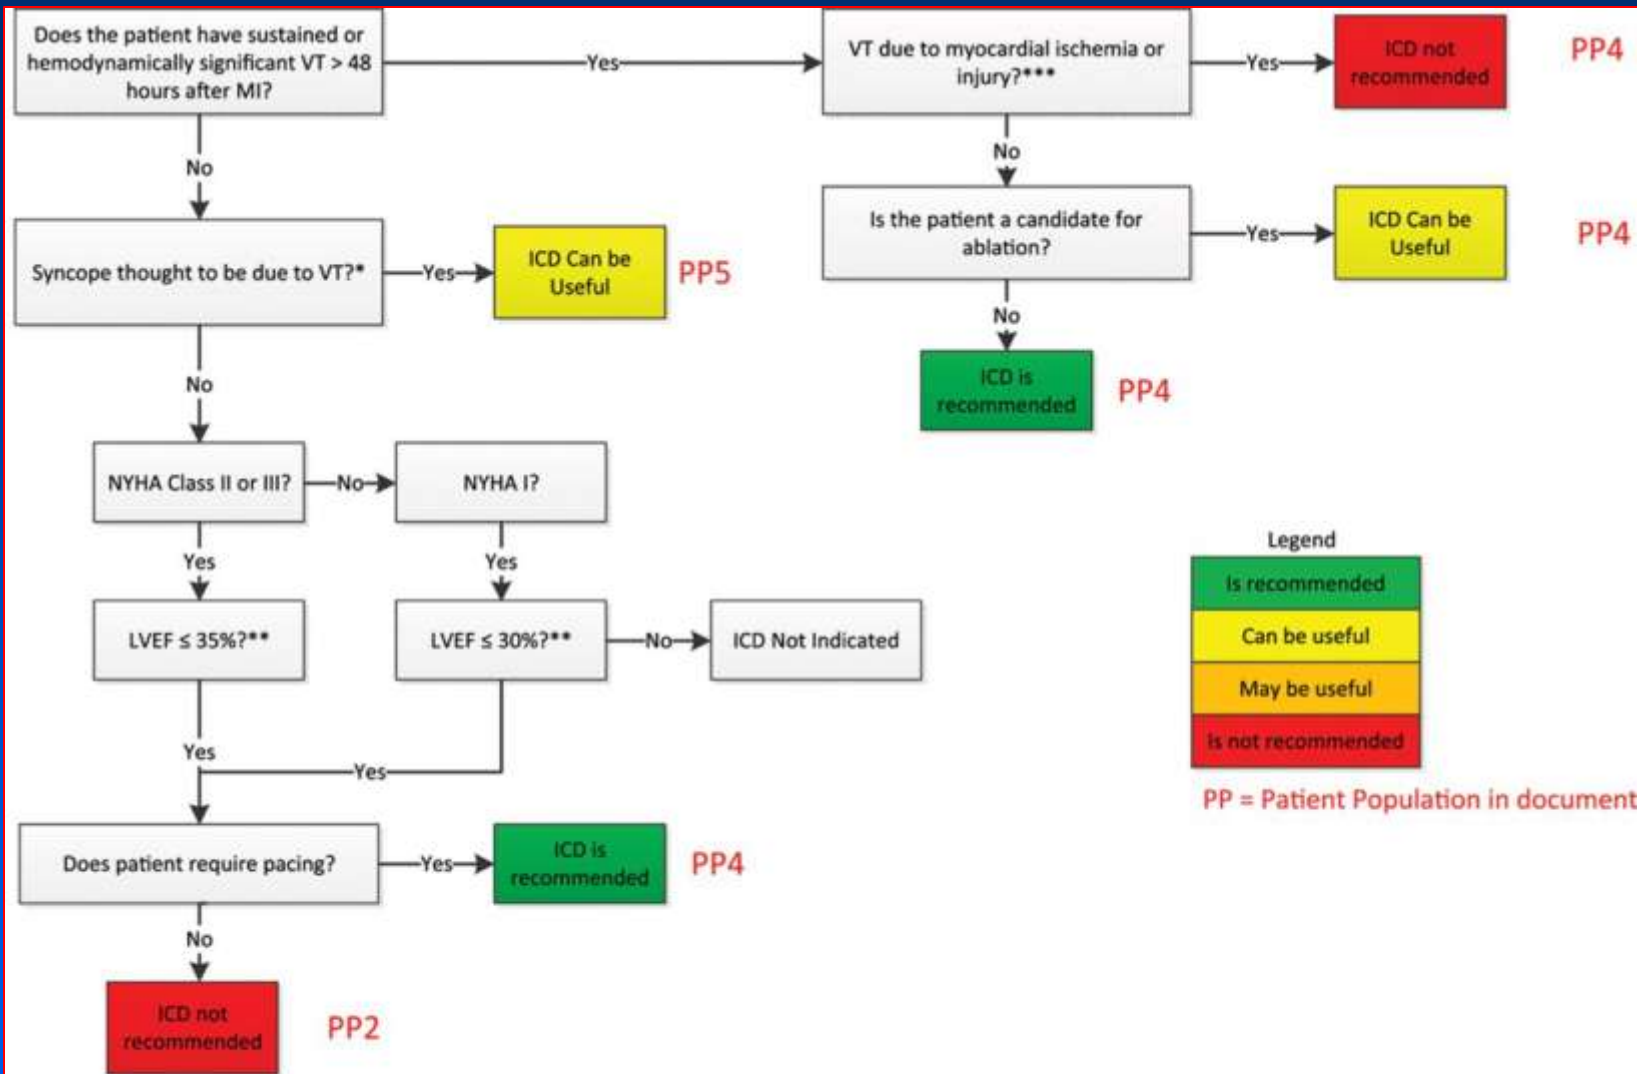 Does the patient have sustained or
hemodynamically significant VT > 48
hours after MI?
Yes
VT due to myocardial ischemia or
injury?***
Yes
ICD not
recommended
PP4
No
No
Syncope thought to be due to VT?*
Yes
ICD Can be
Useful
PP5
Is the patient a candidate for
ablation?
Yes
ICD Can be
Useful
PP4
No
No
ICD is
recommended
PP4
NYHA Class II or III?
No
NYHA I?
Yes
Yes
LVEF ≤ 35%?**
LVEF ≤ 30%?**
No
ICD Not Indicated
Yes
Yes
Does patient require pacing?
Yes
ICD is
recommended
PP4
No
ICD not
recommended
PP2
Legend
Is recommended
Can be useful
May be useful
Is not recommended
PP = Patient Population in document